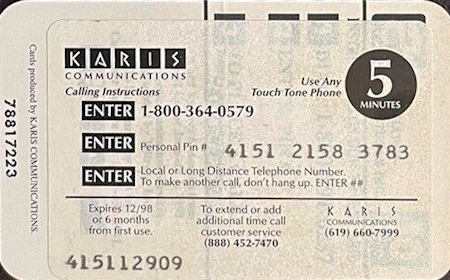 KARIS
COMMUNICATIONS
Calling Instructions
Use Any
Touch Tone Phone
5
MINUTES
ENTER 1-800-364-0579
ENTER Personal Pin # 4151 2158 3783
ENTER Local or Long Distance Telephone Number.
To make another call, don't hang up. ENTER ##
Expires 12/98
or 6 months
from first use.
To extend or add
additional time call
customer service
(888) 452-7470
KARIS
COMMUNICATIONS
(619) 660-7999
415112909
Cards produced by KARIS COMMUNICATIONS.
78817223